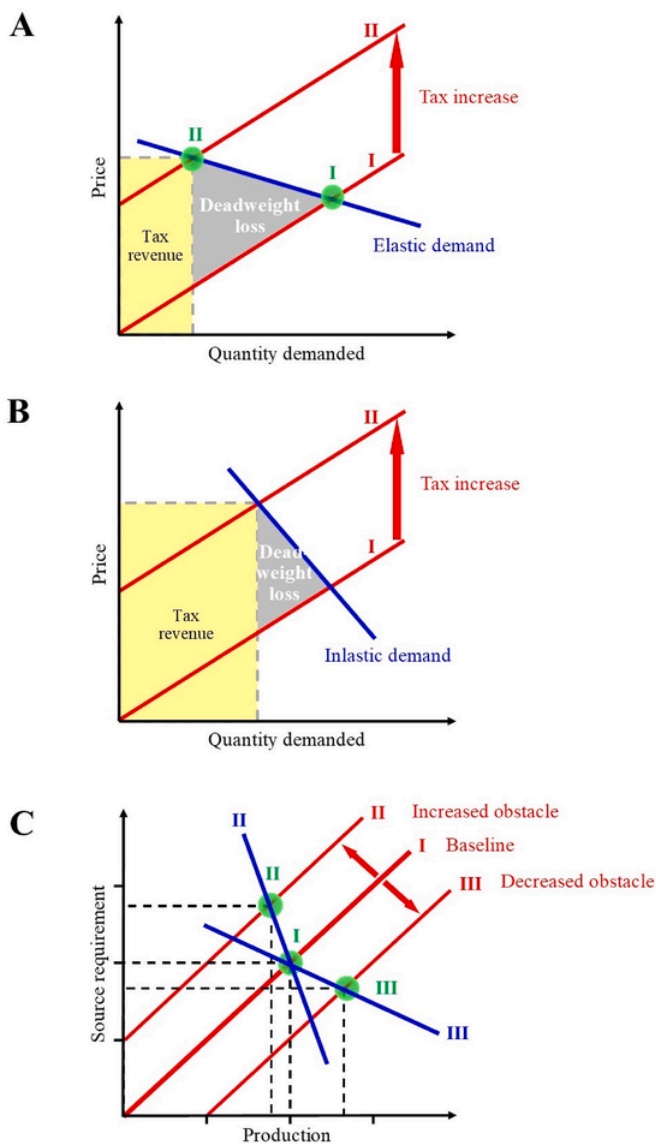 A
II
Tax increase
II
I
I
Price
Deadweight
loss
Tax
revenue
Elastic demand
Quantity demanded
B
II
Tax increase
I
Price
Dead
weight
loss
Tax
revenue
Inlastic demand
Quantity demanded
C
II
II Increased obstacle
I Baseline
II
III Decreased obstacle
I
Source requirement
III
III
Production